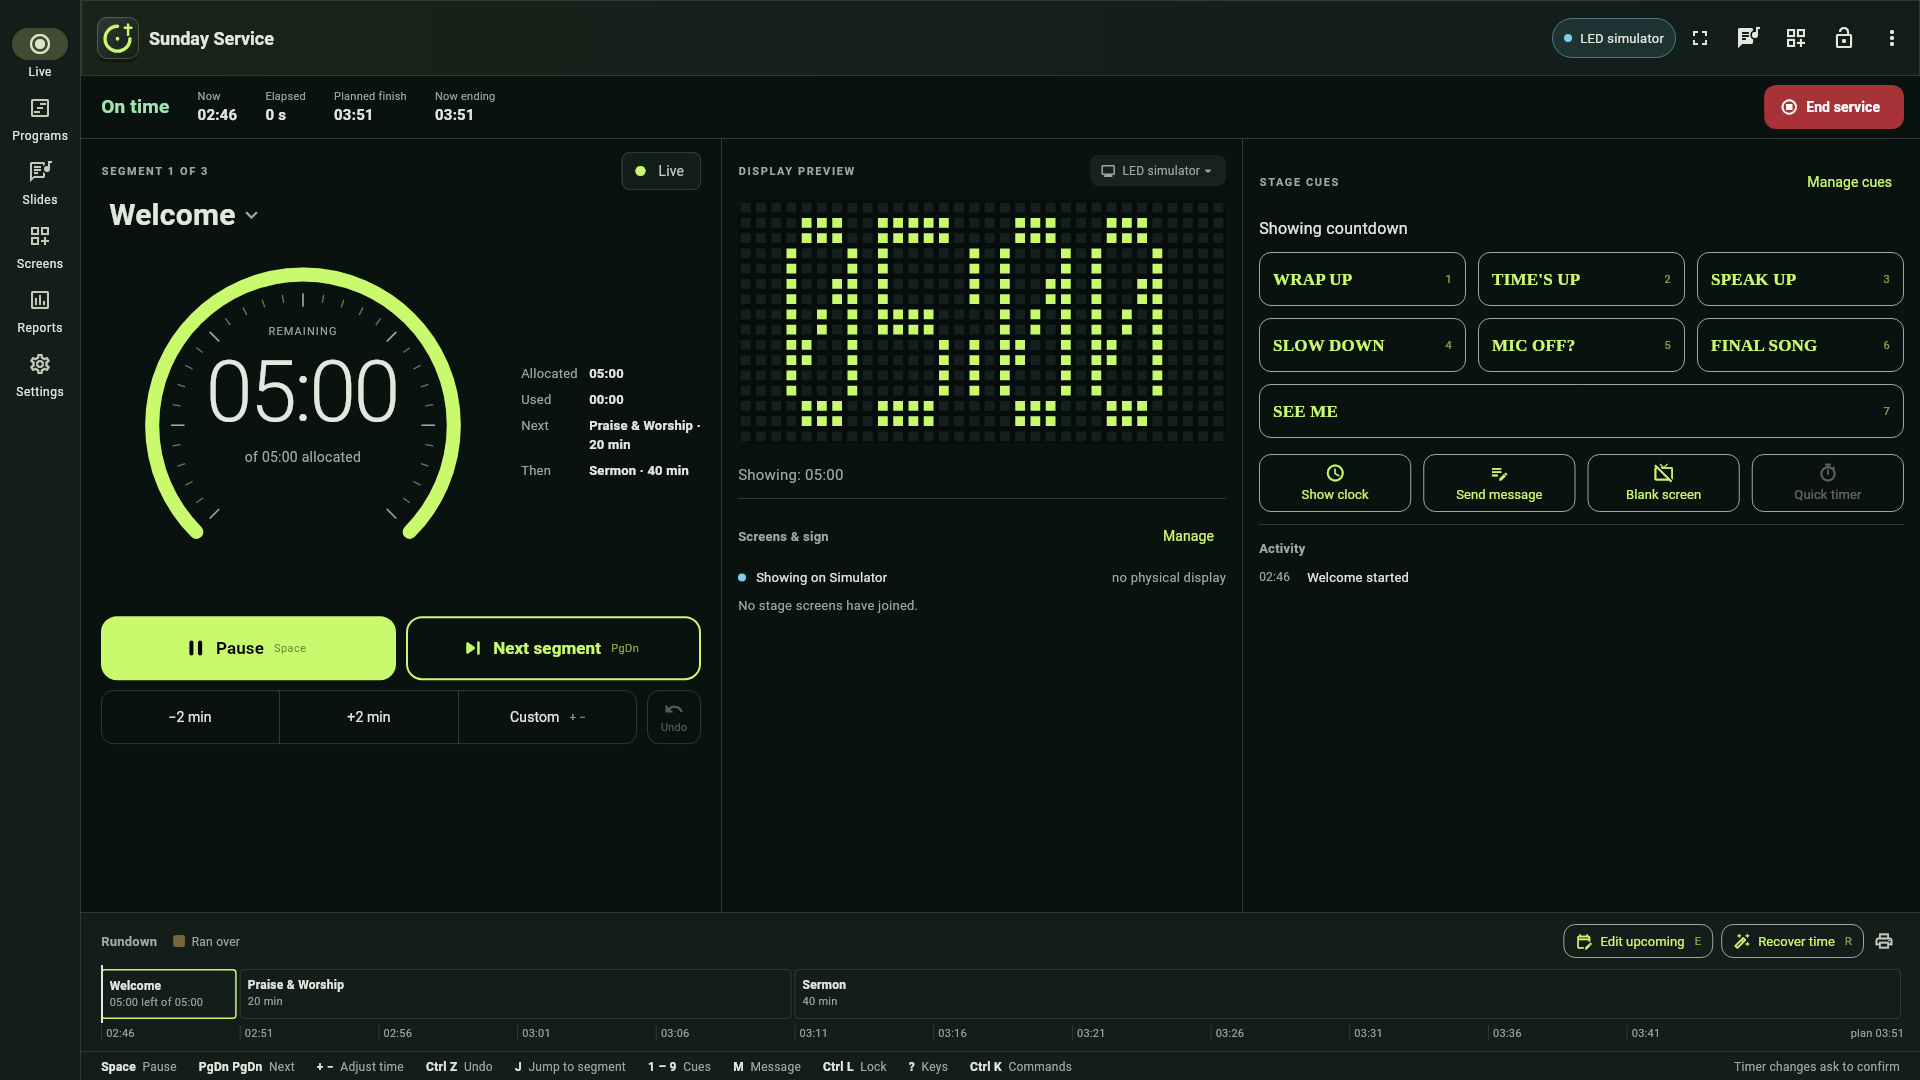 Sunday Service
LED simulator
Live
Programs
Slides
Screens
Reports
Settings
On time
Now
02:46
Elapsed
0 s
Planned finish
03:51
Now ending
03:51
End service
SEGMENT 1 OF 3
Live
Welcome
REMAINING
05:00
of 05:00 allocated
Allocated 05:00
Used 00:00
Next Praise & Worship ·
20 min
Then Sermon · 40 min
Pause Space
Next segment PgDn
−2 min
+2 min
Custom + −
Undo
DISPLAY PREVIEW
LED simulator
05:00
Showing: 05:00
Screens & sign
Manage
Showing on Simulator
no physical display
No stage screens have joined.
STAGE CUES
Manage cues
Showing countdown
WRAP UP 1
TIME'S UP 2
SPEAK UP 3
SLOW DOWN 4
MIC OFF? 5
FINAL SONG 6
SEE ME 7
Show clock
Send message
Blank screen
Quick timer
Activity
02:46 Welcome started
Rundown
Ran over
Edit upcoming E
Recover time R
Welcome
05:00 left of 05:00
Praise & Worship
20 min
Sermon
40 min
02:46 02:51 02:56 03:01 03:06 03:11 03:16 03:21 03:26 03:31 03:36 03:41 plan 03:51
Space Pause PgDn PgDn Next + − Adjust time Ctrl Z Undo J Jump to segment 1 – 9 Cues M Message Ctrl L Lock ? Keys Ctrl K Commands
Timer changes ask to confirm